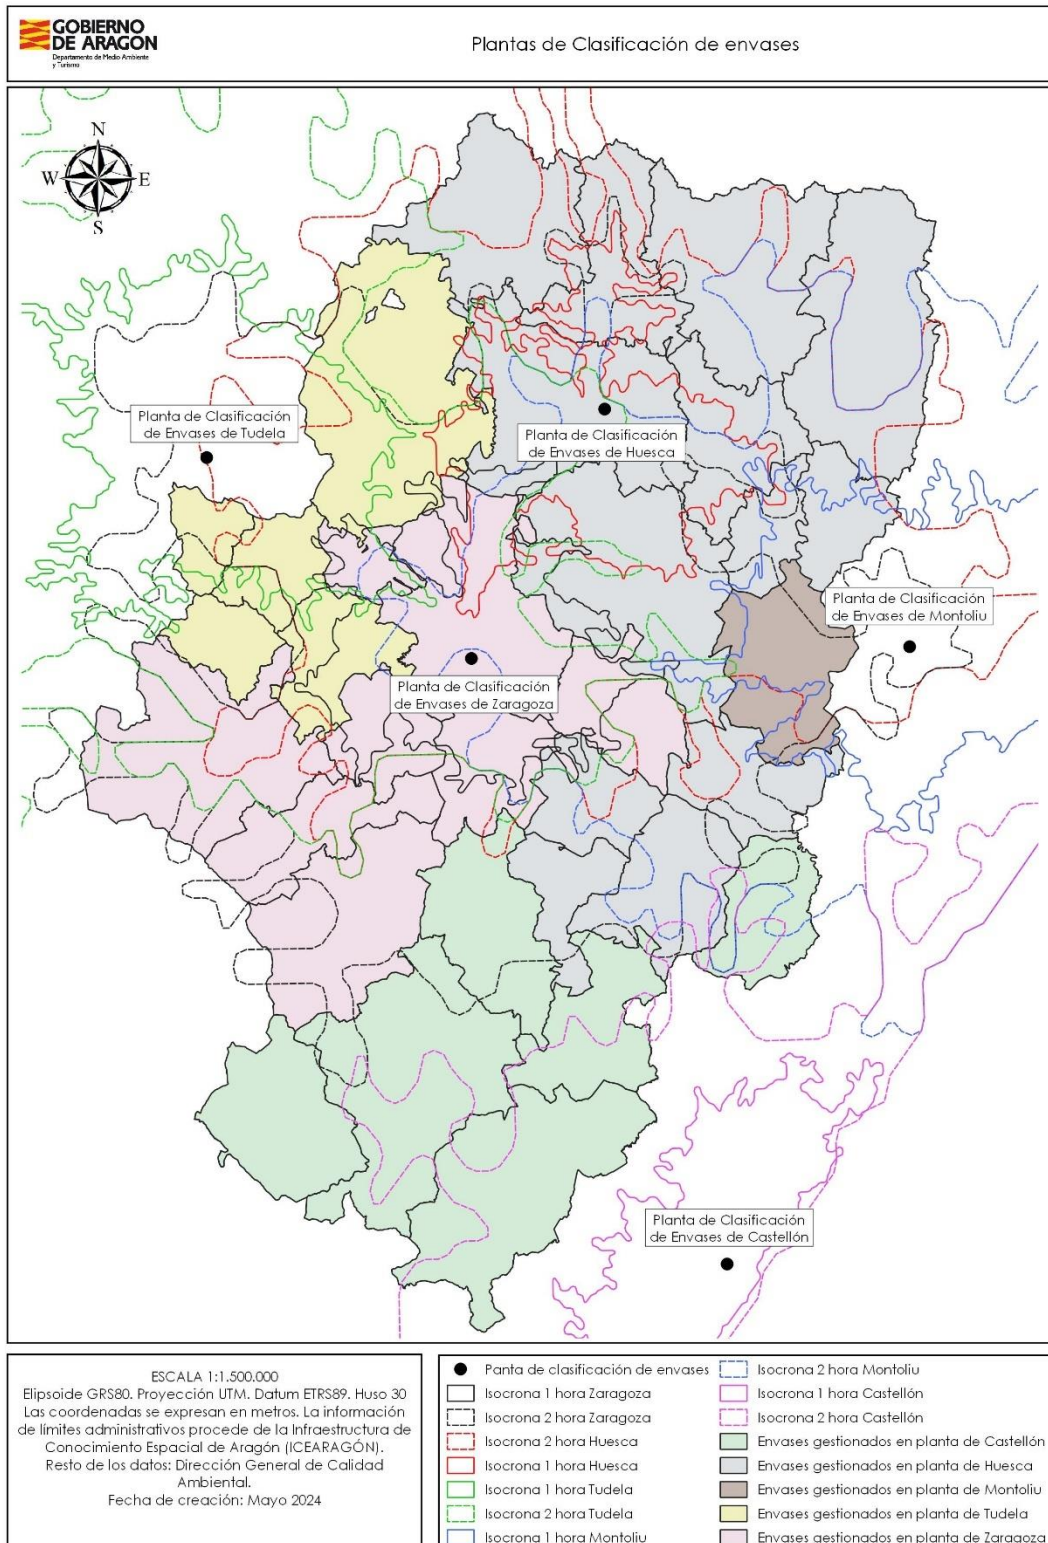 GOBIERNO
DE ARAGON
Departamento de Medio Ambiente
y Turismo
Plantas de Clasificación de envases
N
W
E
S
Planta de Clasificación
de Envases de Tudela
Planta de Clasificación
de Envases de Huesca
Planta de Clasificación
de Envases de Montoliu
Planta de Clasificación
de Envases de Zaragoza
Planta de Clasificación
de Envases de Castellón
ESCALA 1:1.500.000
Elipsoide GRS80. Proyección UTM. Datum ETRS89. Huso 30
Las coordenadas se expresan en metros. La información
de límites administrativos procede de la Infraestructura de
Conocimiento Espacial de Aragón (ICEARAGÓN).
Resto de los datos: Dirección General de Calidad
Ambiental.
Fecha de creación: Mayo 2024
Panta de clasificación de envases
Isocrona 1 hora Zaragoza
Isocrona 2 hora Zaragoza
Isocrona 2 hora Huesca
Isocrona 1 hora Huesca
Isocrona 1 hora Tudela
Isocrona 2 hora Tudela
Isocrona 1 hora Montoliu
Isocrona 2 hora Montoliu
Isocrona 1 hora Castellón
Isocrona 2 hora Castellón
Envases gestionados en planta de Castellón
Envases gestionados en planta de Huesca
Envases gestionados en planta de Montoliu
Envases gestionados en planta de Tudela
Envases gestionados en planta de Zaragoza